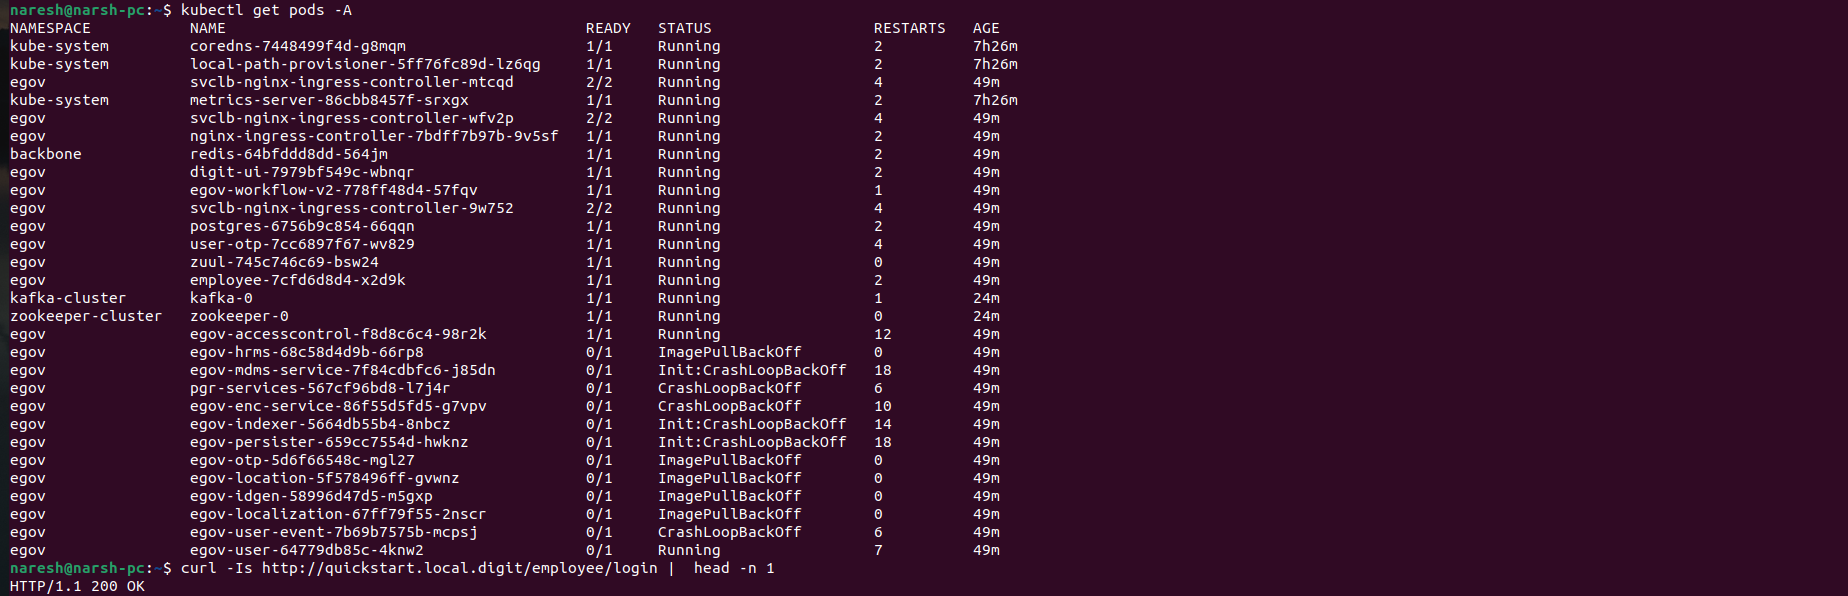 naresh@narsh-pc:~$ kubectl get pods -A
NAMESPACE           NAME                                        READY   STATUS                  RESTARTS   AGE
kube-system         coredns-7448499f4d-g8mqm                    1/1     Running                 2          7h26m
kube-system         local-path-provisioner-5ff76fc89d-lz6qg     1/1     Running                 2          7h26m
egov                svclb-nginx-ingress-controller-mtcqd        2/2     Running                 4          49m
kube-system         metrics-server-86cbb8457f-srxgx             1/1     Running                 2          7h26m
egov                svclb-nginx-ingress-controller-wfv2p        2/2     Running                 4          49m
egov                nginx-ingress-controller-7bdff7b97b-9v5sf   1/1     Running                 2          49m
backbone            redis-64bfddd8dd-564jm                      1/1     Running                 2          49m
egov                digit-ui-7979bf549c-wbnqr                   1/1     Running                 2          49m
egov                egov-workflow-v2-778ff48d4-57fqv            1/1     Running                 1          49m
egov                svclb-nginx-ingress-controller-9w752        2/2     Running                 4          49m
egov                postgres-6756b9c854-66qqn                   1/1     Running                 2          49m
egov                user-otp-7cc6897f67-wv829                   1/1     Running                 4          49m
egov                zuul-745c746c69-bsw24                       1/1     Running                 0          49m
egov                employee-7cfd6d8d4-x2d9k                    1/1     Running                 2          49m
kafka-cluster       kafka-0                                     1/1     Running                 1          24m
zookeeper-cluster   zookeeper-0                                 1/1     Running                 0          24m
egov                egov-accesscontrol-f8d8c6c4-98r2k           1/1     Running                 12         49m
egov                egov-hrms-68c58d4d9b-66rp8                  0/1     ImagePullBackOff        0          49m
egov                egov-mdms-service-7f84cdbfc6-j85dn          0/1     Init:CrashLoopBackOff   18         49m
egov                pgr-services-567cf96bd8-l7j4r               0/1     CrashLoopBackOff        6          49m
egov                egov-enc-service-86f55d5fd5-g7vpv           0/1     CrashLoopBackOff        10         49m
egov                egov-indexer-5664db55b4-8nbcz               0/1     Init:CrashLoopBackOff   14         49m
egov                egov-persister-659cc7554d-hwknz             0/1     Init:CrashLoopBackOff   18         49m
egov                egov-otp-5d6f66548c-mgl27                   0/1     ImagePullBackOff        0          49m
egov                egov-location-5f578496ff-gvwnz              0/1     ImagePullBackOff        0          49m
egov                egov-idgen-58996d47d5-m5gxp                 0/1     ImagePullBackOff        0          49m
egov                egov-localization-67ff79f55-2nscr           0/1     ImagePullBackOff        0          49m
egov                egov-user-event-7b69b7575b-mcpsj            0/1     CrashLoopBackOff        6          49m
egov                egov-user-64779db85c-4knw2                  0/1     Running                 7          49m
naresh@narsh-pc:~$ curl -Is http://quickstart.local.digit/employee/login |  head -n 1
HTTP/1.1 200 OK